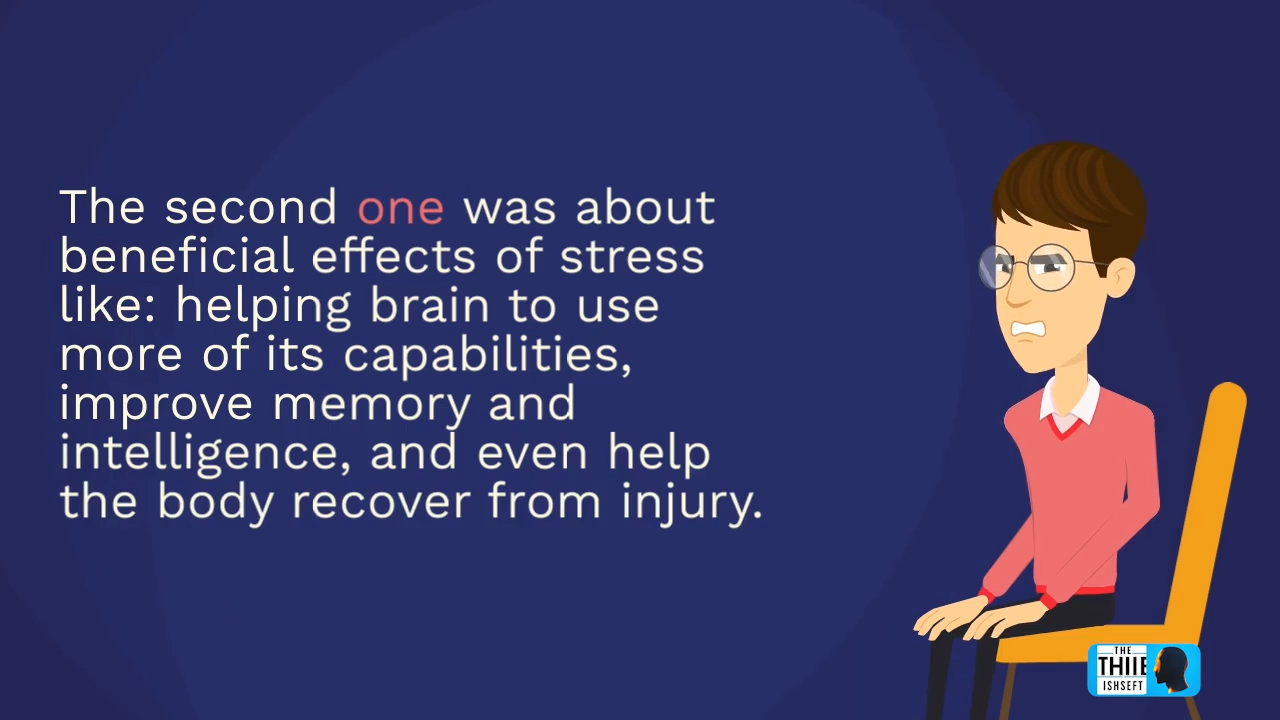 The second one was about
beneficial effects of stress
like: helping brain to use
more of its capabilities,
improve memory and
intelligence, and even help
the body recover from injury.
THE
THIIE
ISHSEFT